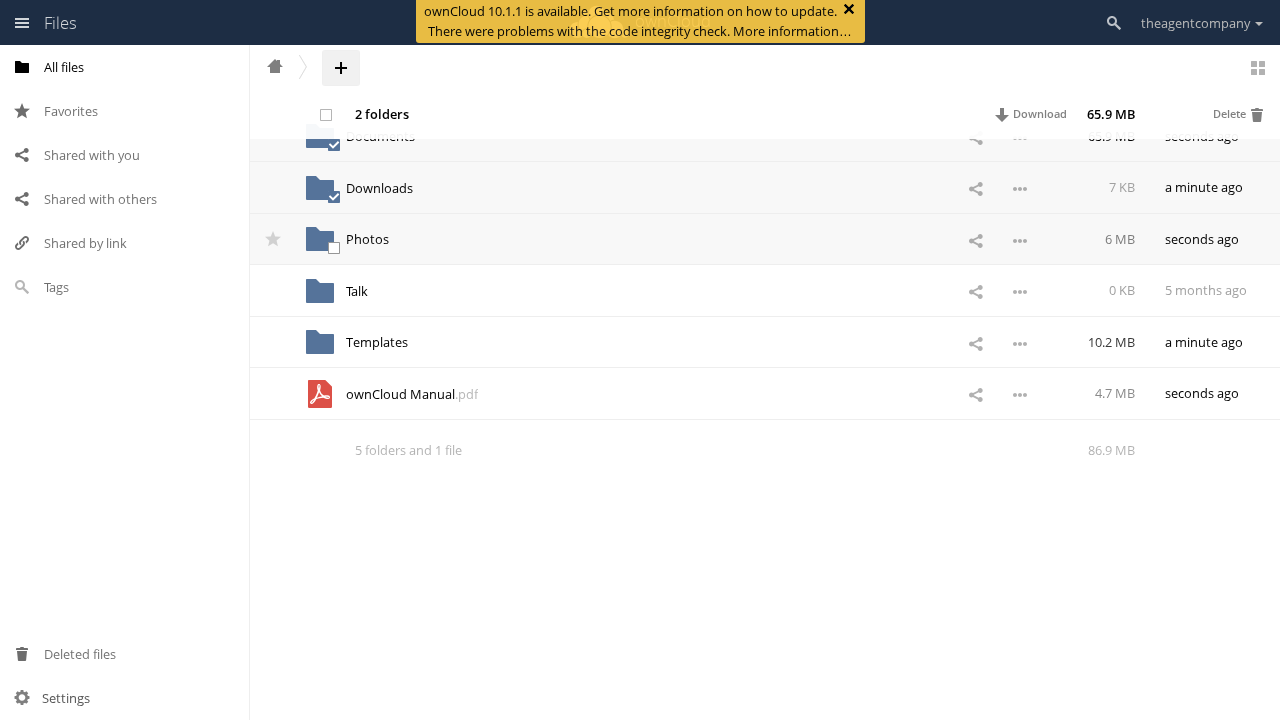 Files
ownCloud 10.1.1 is available. Get more information on how to update.
There were problems with the code integrity check. More information…
theagentcompany
All files
Favorites
Shared with you
Shared with others
Shared by link
Tags
Deleted files
Settings
2 folders
Download
65.9 MB
Delete
Documents
65.9 MB
seconds ago
Downloads
7 KB
a minute ago
Photos
6 MB
seconds ago
Talk
0 KB
5 months ago
Templates
10.2 MB
a minute ago
ownCloud Manual.pdf
4.7 MB
seconds ago
5 folders and 1 file
86.9 MB